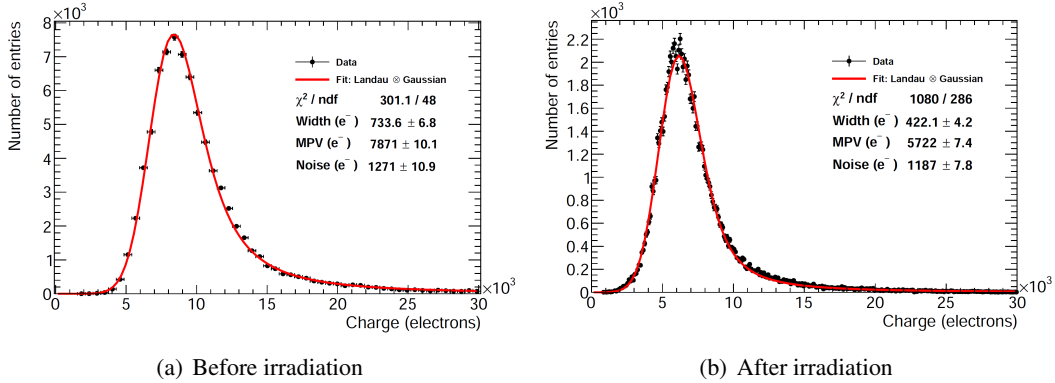 ×10³
Number of entries
8
7
6
5
4
3
2
1
0
Data
Fit: Landau ⊗ Gaussian
χ² / ndf 301.1 / 48
Width (e⁻) 733.6 ± 6.8
MPV (e⁻) 7871 ± 10.1
Noise (e⁻) 1271 ± 10.9
0 5 10 15 20 25 30 ×10³
Charge (electrons)
(a) Before irradiation
×10³
Number of entries
2.2
2
1.8
1.6
1.4
1.2
1
0.8
0.6
0.4
0.2
0
Data
Fit: Landau ⊗ Gaussian
χ² / ndf 1080 / 286
Width (e⁻) 422.1 ± 4.2
MPV (e⁻) 5722 ± 7.4
Noise (e⁻) 1187 ± 7.8
0 5 10 15 20 25 30 ×10³
Charge (electrons)
(b) After irradiation